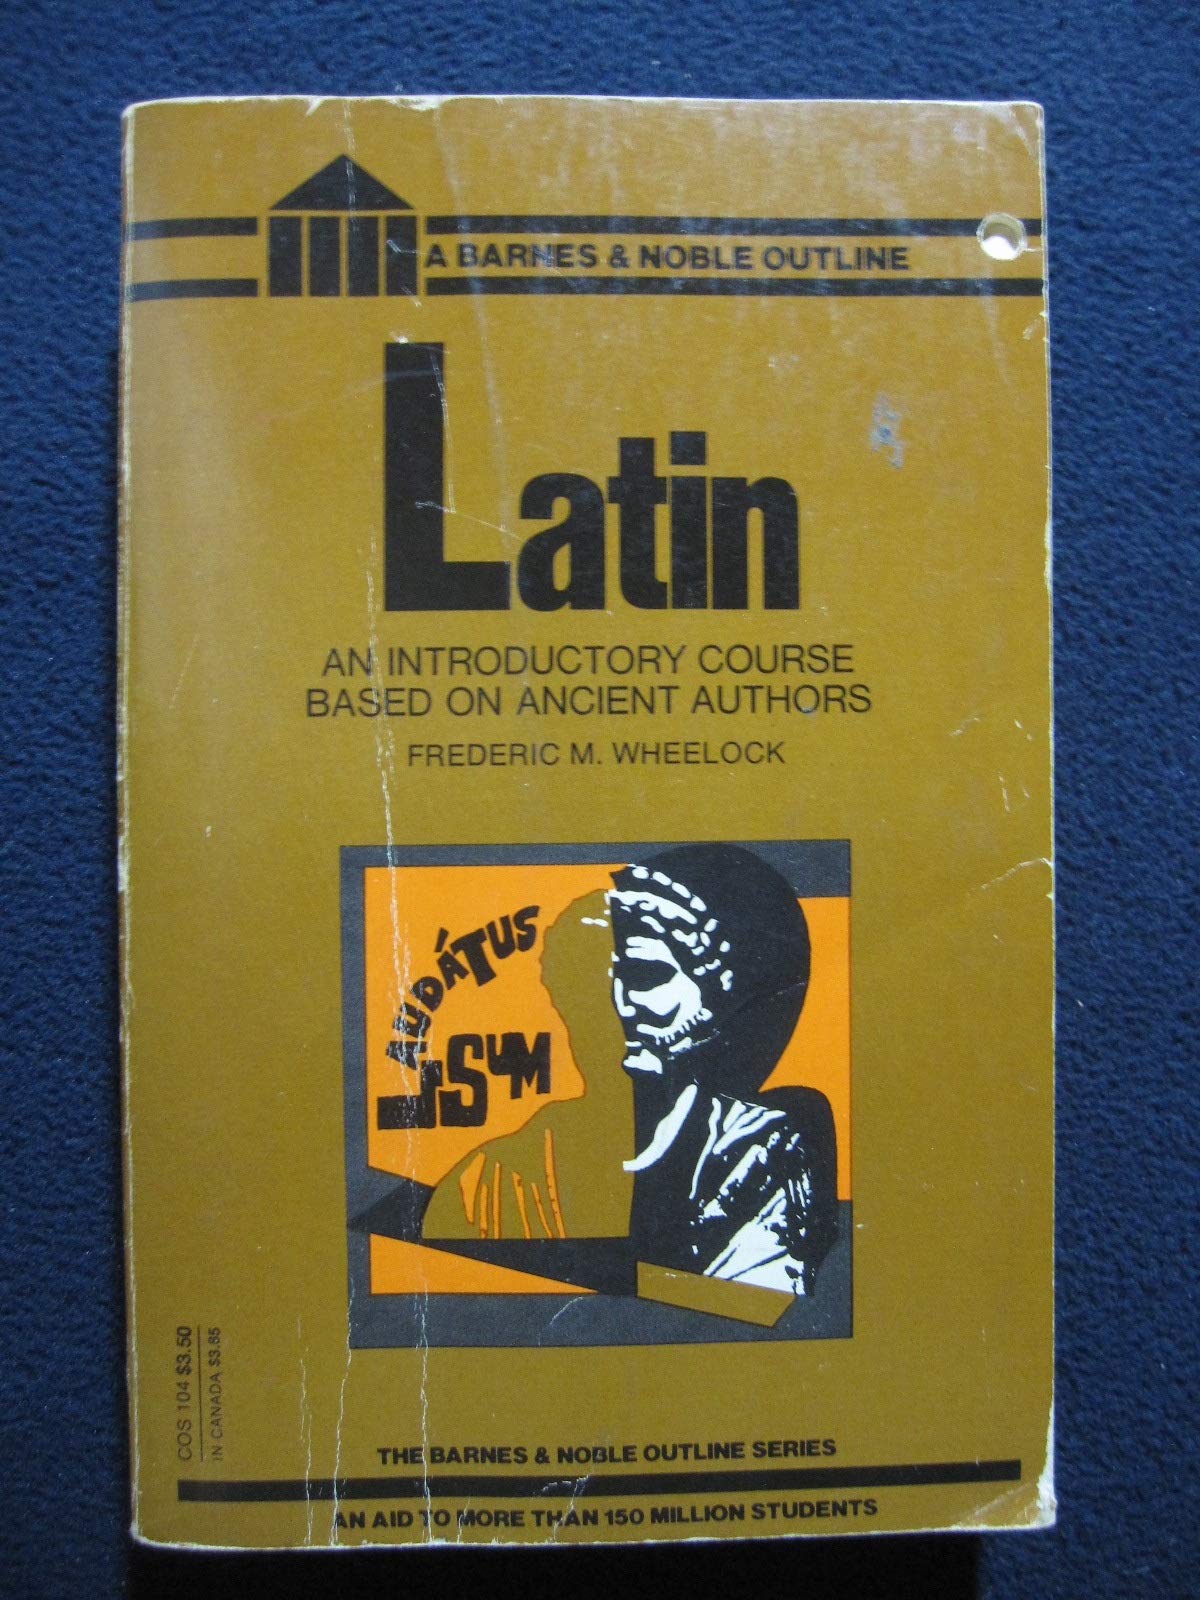 A BARNES & NOBLE OUTLINE
Latin
AN INTRODUCTORY COURSE
BASED ON ANCIENT AUTHORS
FREDERIC M. WHEELOCK
AUDÁTUS
SUM
COS 104 $3.50
IN CANADA $3.85
THE BARNES & NOBLE OUTLINE SERIES
AN AID TO MORE THAN 150 MILLION STUDENTS